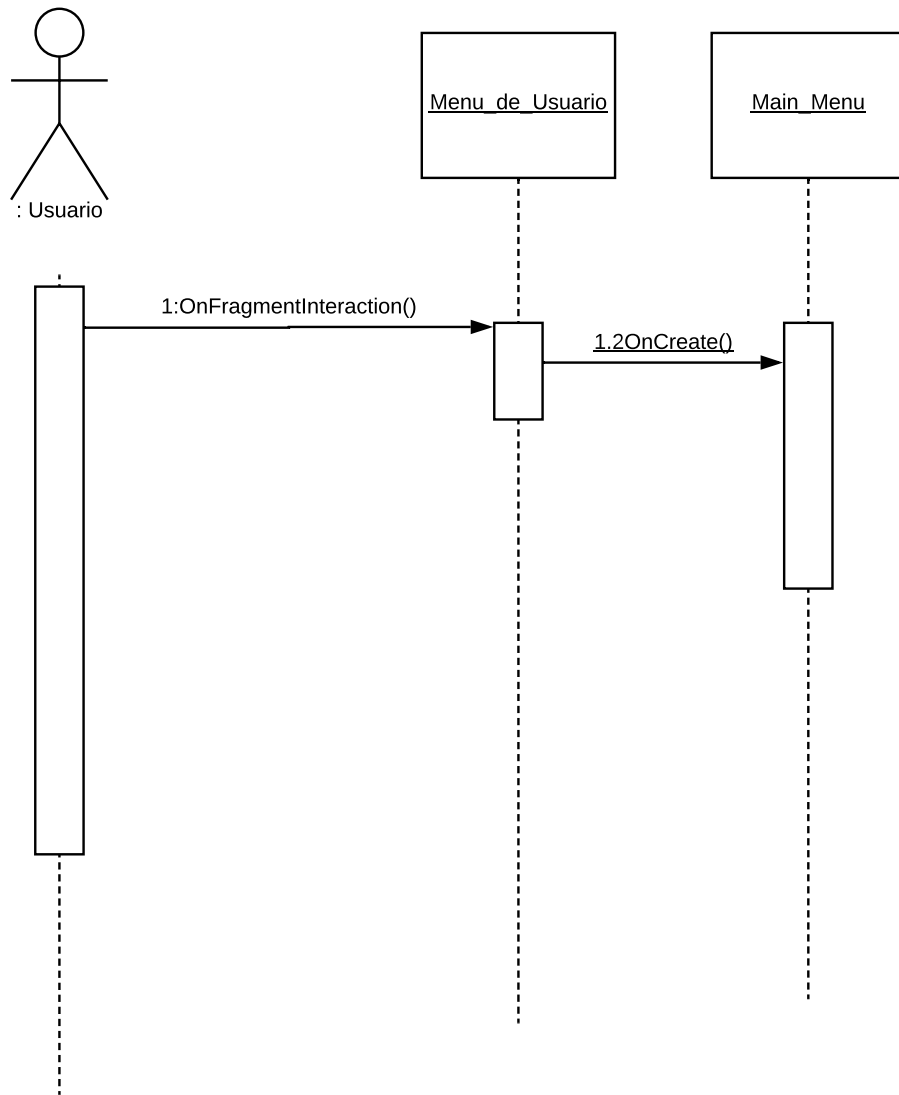 Menu_de_Usuario
Main_Menu
: Usuario
1:OnFragmentInteraction()
1.2OnCreate()